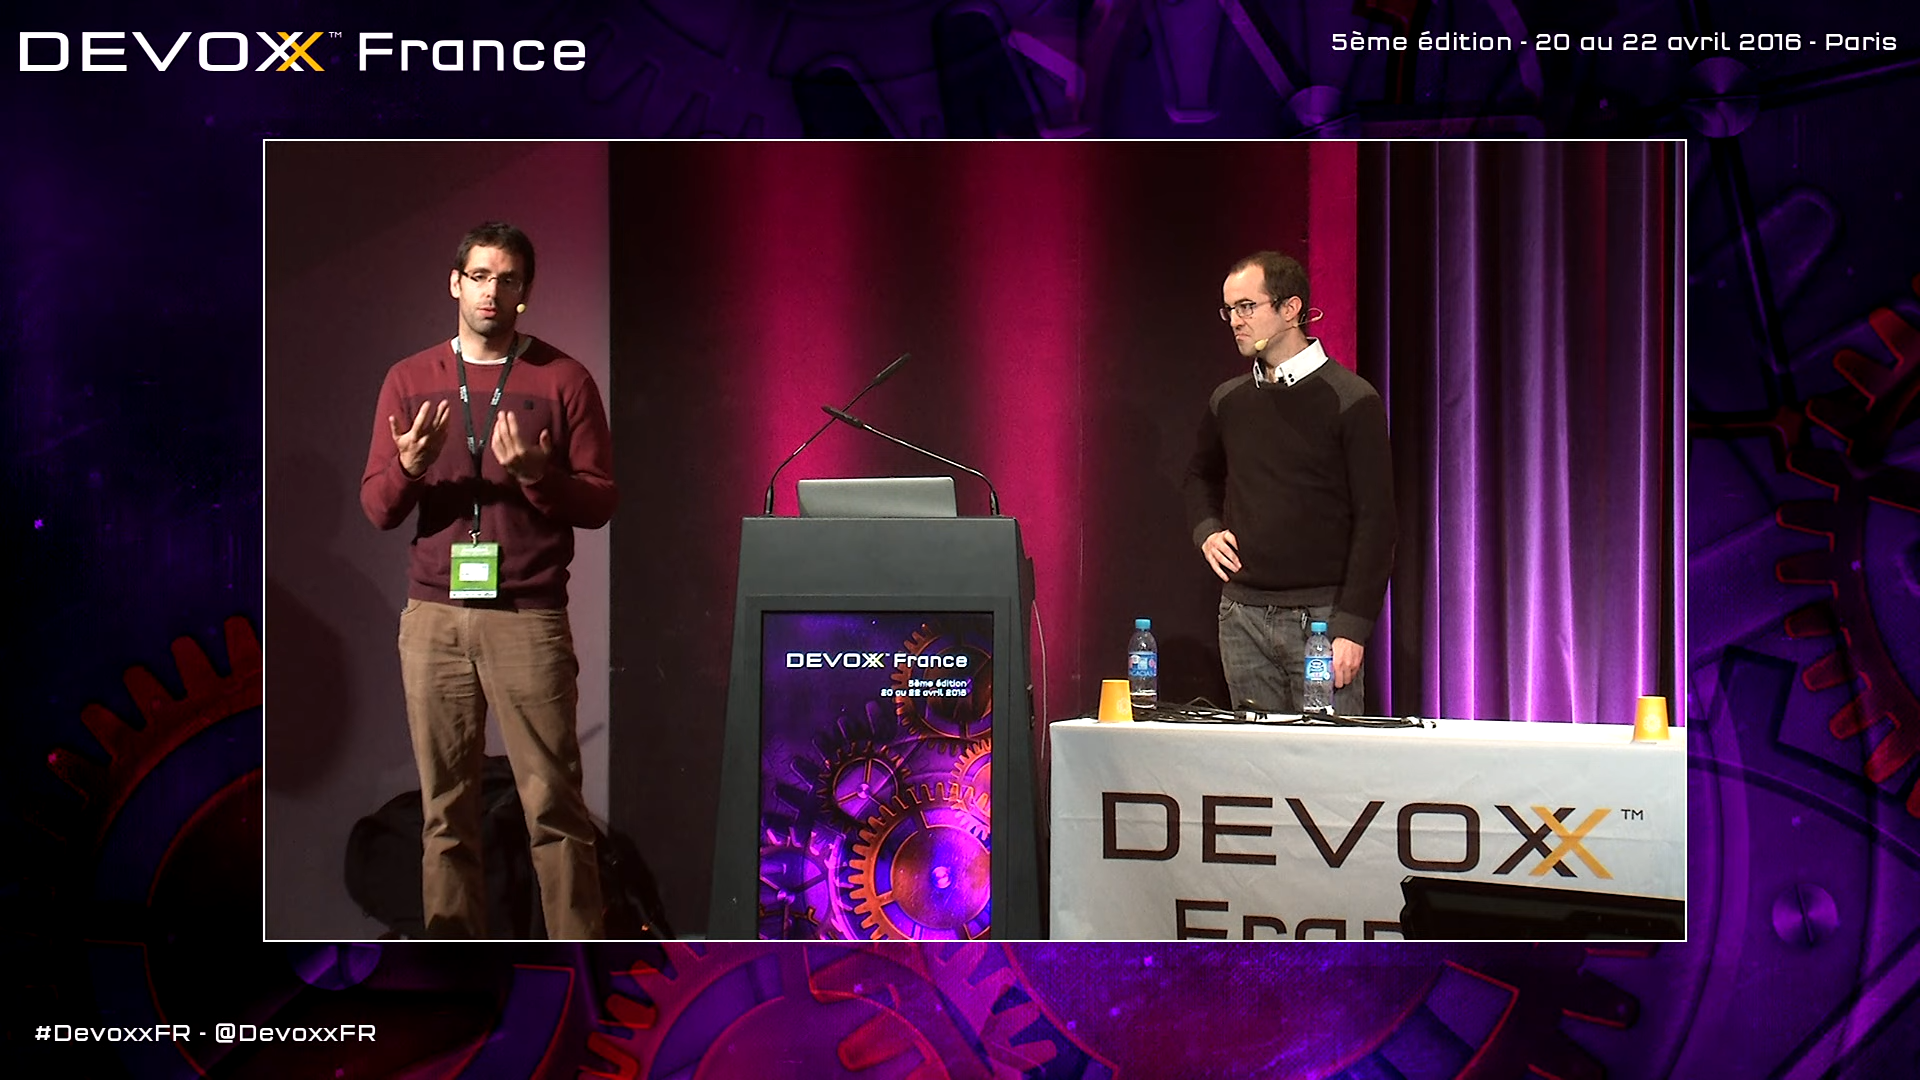 DEVOXX™ France
5ème édition - 20 au 22 avril 2016 - Paris
DEVOXX™ France
5ème édition
20 au 22 avril 2016
DEVOXX™
#DevoxxFR - @DevoxxFR